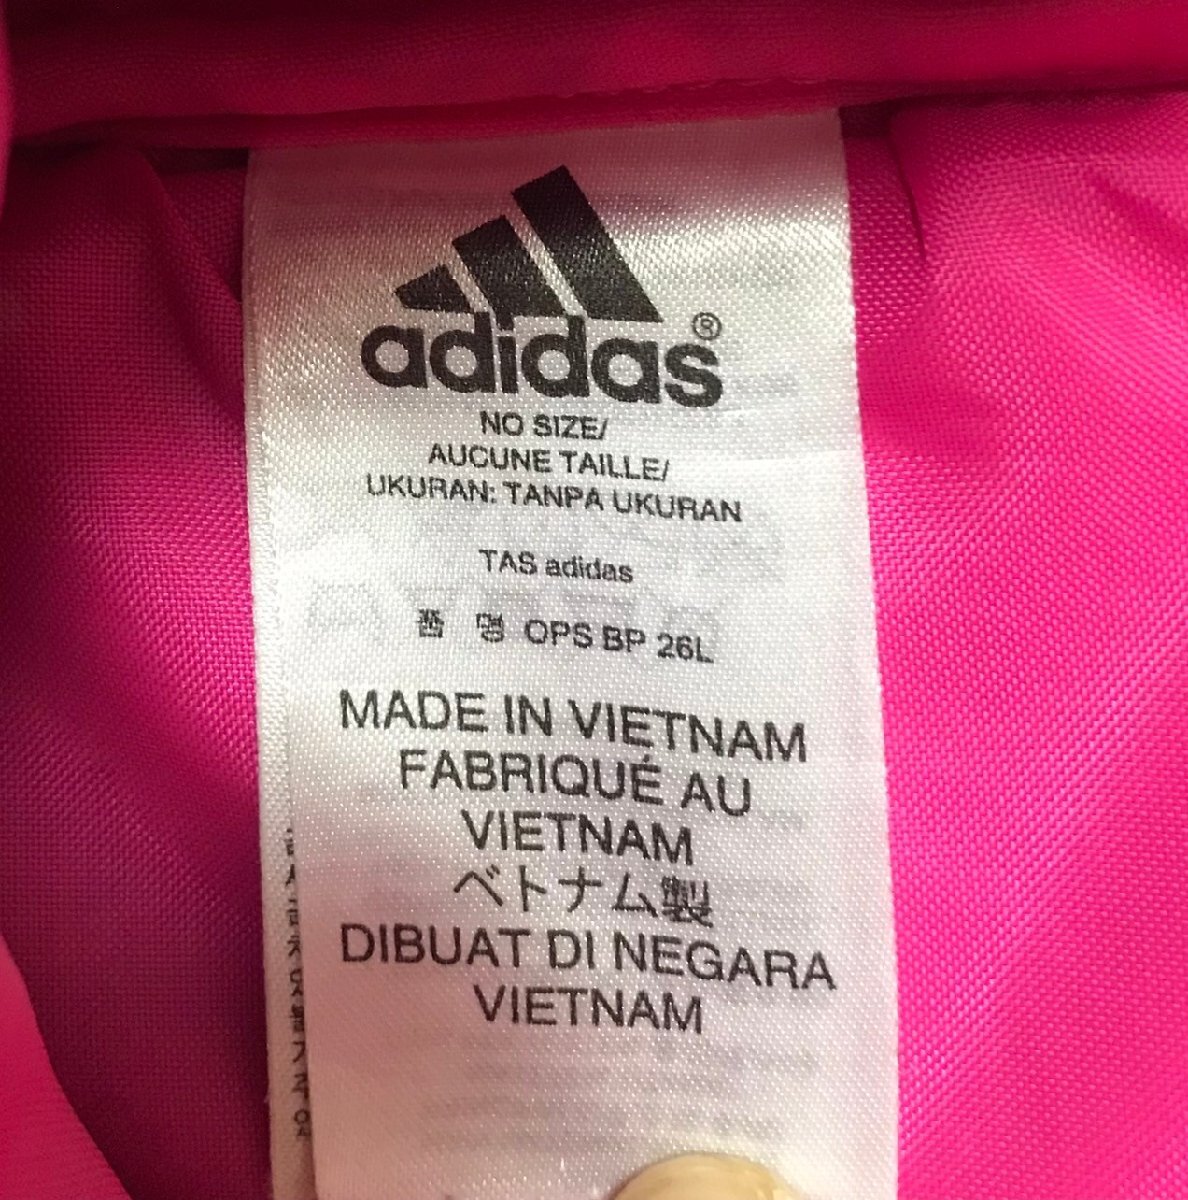 adidas®
NO SIZE/
AUCUNE TAILLE/
UKURAN: TANPA UKURAN
TAS adidas
품 명 OPS BP 26L
MADE IN VIETNAM
FABRIQUÉ AU
VIETNAM
ベトナム製
DIBUAT DI NEGARA
VIETNAM